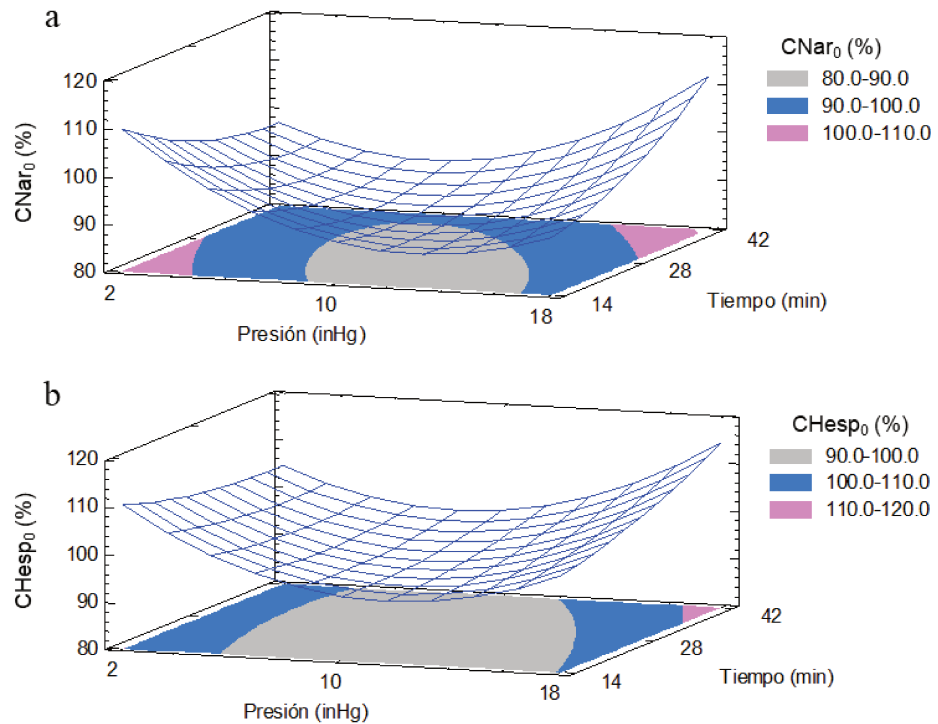 a
CNar₀ (%)
80.0-90.0
90.0-100.0
100.0-110.0
CNar₀ (%)
120
110
100
90
80
2
10
18
Presión (inHg)
14
28
42
Tiempo (min)
b
CHesp₀ (%)
90.0-100.0
100.0-110.0
110.0-120.0
CHesp₀ (%)
120
110
100
90
80
2
10
18
Presión (inHg)
14
28
42
Tiempo (min)